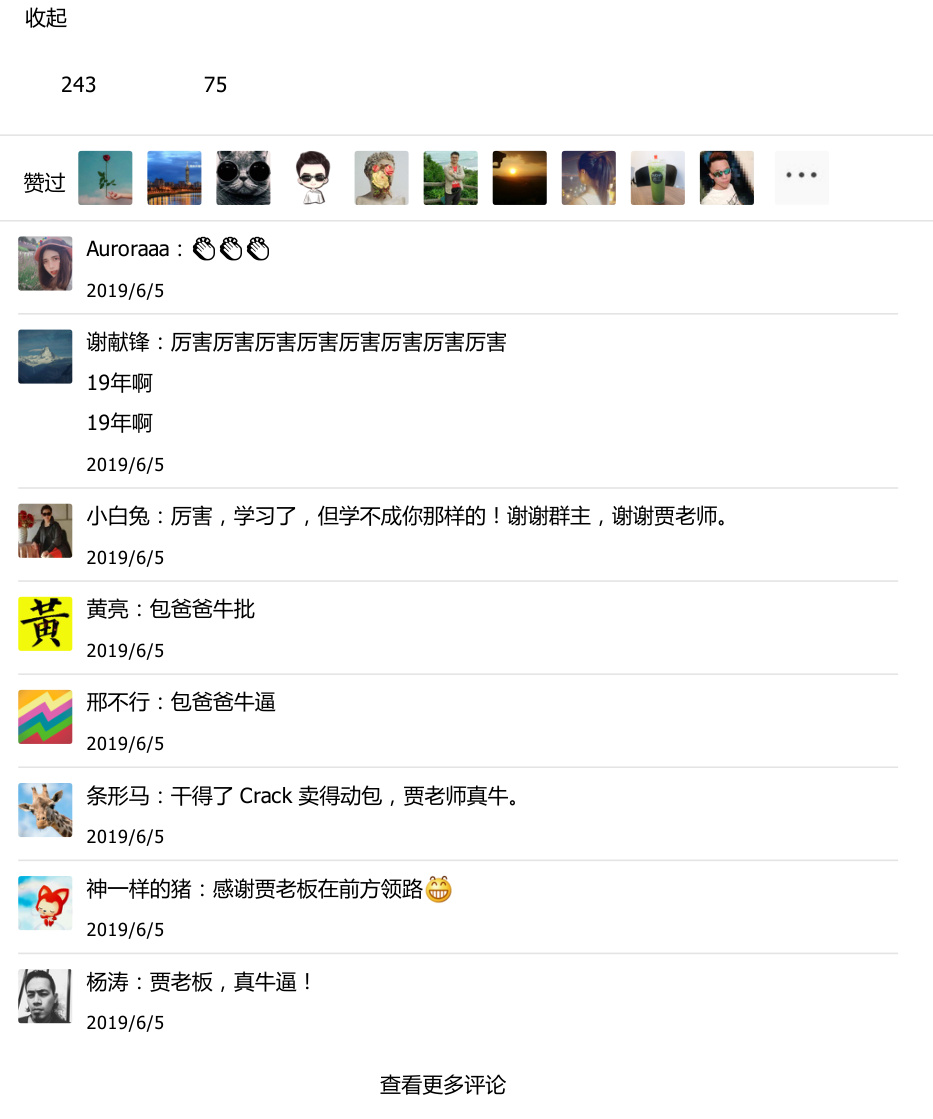 收起
243 75
赞过
Auroraaa：👏👏👏
2019/6/5
谢献锋：厉害厉害厉害厉害厉害厉害厉害厉害
19年啊
19年啊
2019/6/5
小白兔：厉害，学习了，但学不成你那样的！谢谢群主，谢谢贾老师。
2019/6/5
黄
黄亮：包爸爸牛批
2019/6/5
邢不行：包爸爸牛逼
2019/6/5
条形马：干得了 Crack 卖得动包，贾老师真牛。
2019/6/5
神一样的猪：感谢贾老板在前方领路😁
2019/6/5
杨涛：贾老板，真牛逼！
2019/6/5
查看更多评论